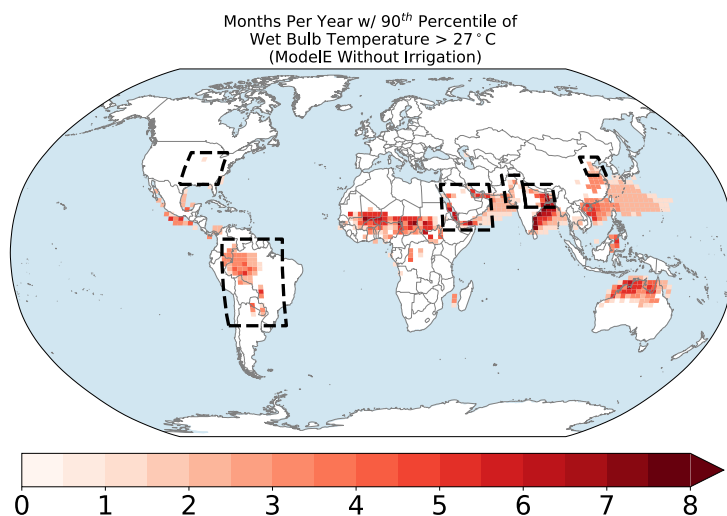 Months Per Year w/ 90th Percentile of
Wet Bulb Temperature > 27°C
(ModelE Without Irrigation)
0 1 2 3 4 5 6 7 8